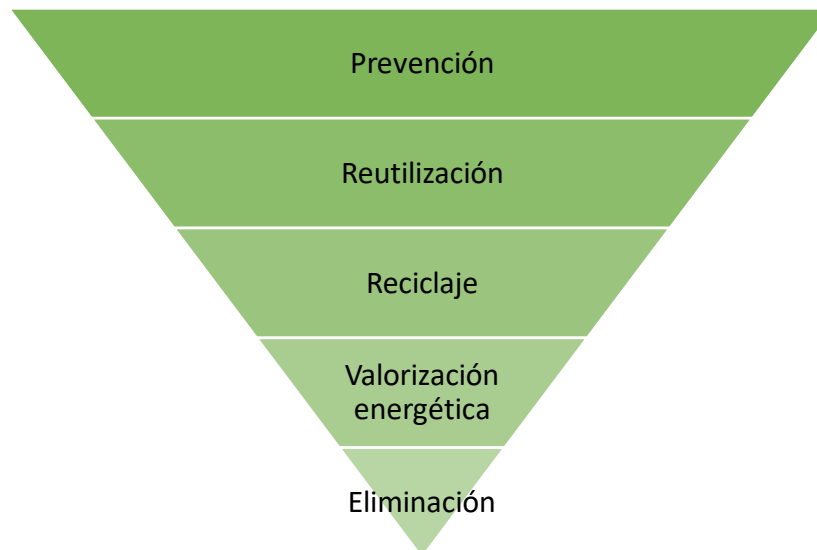 Prevención
Reutilización
Reciclaje
Valorización
energética
Eliminación